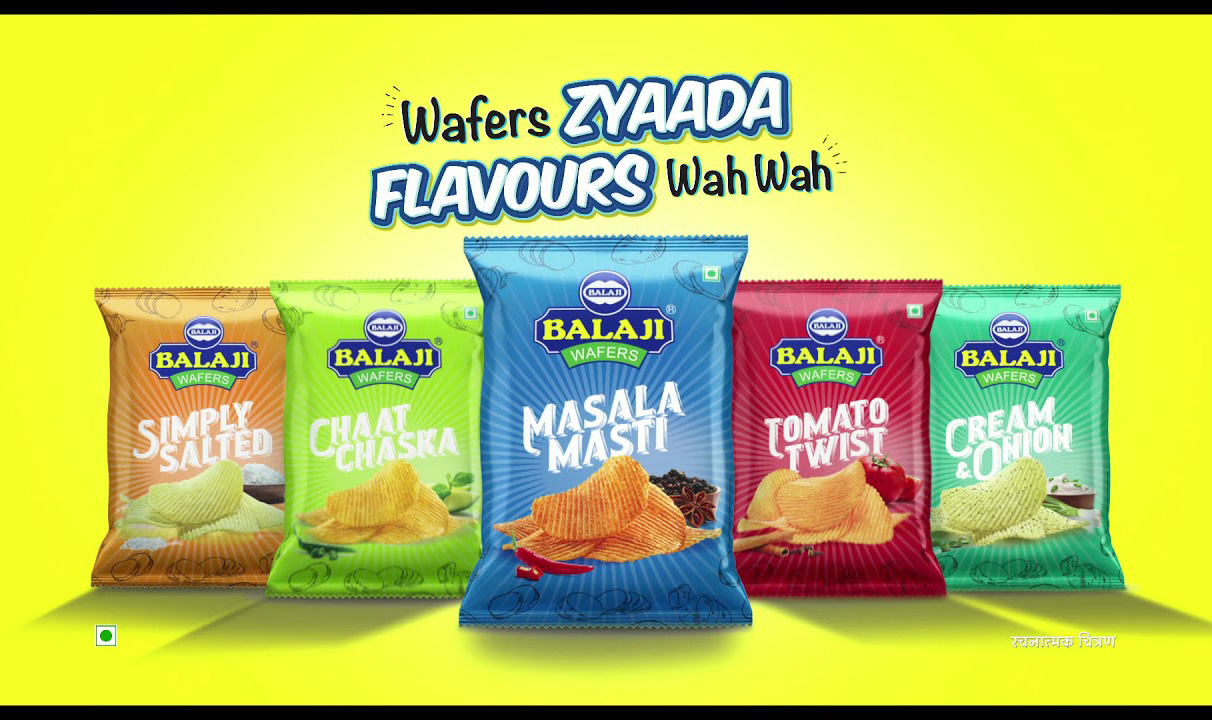 Wafers ZYAADA
FLAVOURS Wah Wah
BALAJI
BALAJI
WAFERS
SIMPLY
SALTED
BALAJI
BALAJI
WAFERS
CHAAT
CHASKA
BALAJI
BALAJI®
WAFERS
MASALA
MASTI
BALAJI
BALAJI®
WAFERS
TOMATO
TWIST
BALAJI
BALAJI®
WAFERS
CREAM
& ONION
रचनात्मक चित्रण